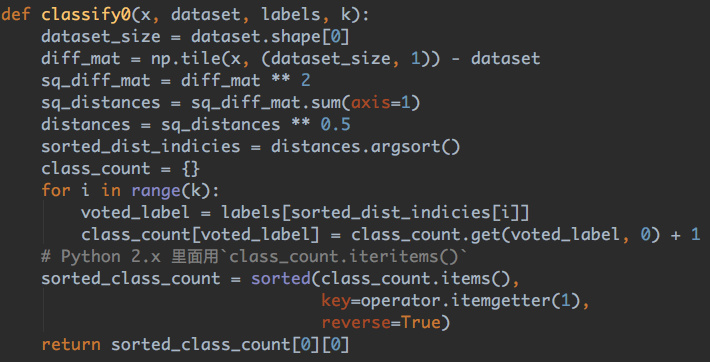 def classify0(x, dataset, labels, k):
    dataset_size = dataset.shape[0]
    diff_mat = np.tile(x, (dataset_size, 1)) - dataset
    sq_diff_mat = diff_mat ** 2
    sq_distances = sq_diff_mat.sum(axis=1)
    distances = sq_distances ** 0.5
    sorted_dist_indicies = distances.argsort()
    class_count = {}
    for i in range(k):
        voted_label = labels[sorted_dist_indicies[i]]
        class_count[voted_label] = class_count.get(voted_label, 0) + 1
    # Python 2.x 里面用`class_count.iteritems()`
    sorted_class_count = sorted(class_count.items(),
                                key=operator.itemgetter(1),
                                reverse=True)
    return sorted_class_count[0][0]